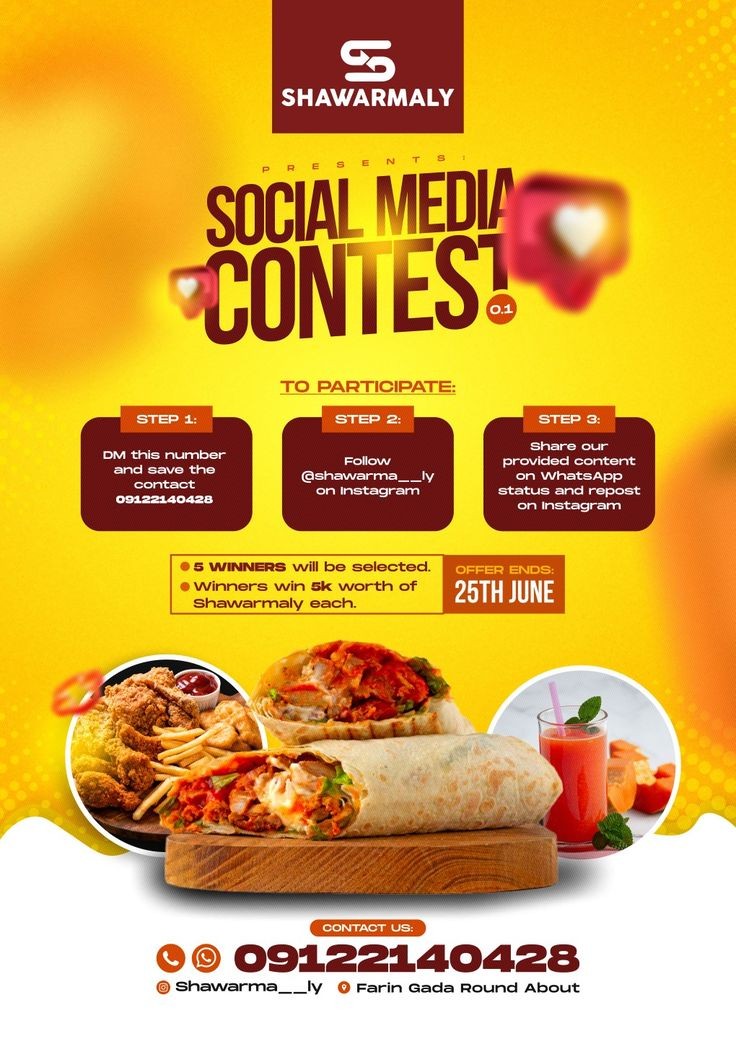 SHAWARMALY
PRESENTS:
SOCIAL MEDIA
CONTEST
0.1
TO PARTICIPATE:
STEP 1:
DM this number
and save the
contact
09122140428
STEP 2:
Follow
@shawarma__ly
on Instagram
STEP 3:
Share our
provided content
on WhatsApp
status and repost
on Instagram
5 WINNERS will be selected.
Winners win 5k worth of
Shawarmaly each.
OFFER ENDS:
25TH JUNE
CONTACT US:
09122140428
Shawarma__ly
Farin Gada Round About